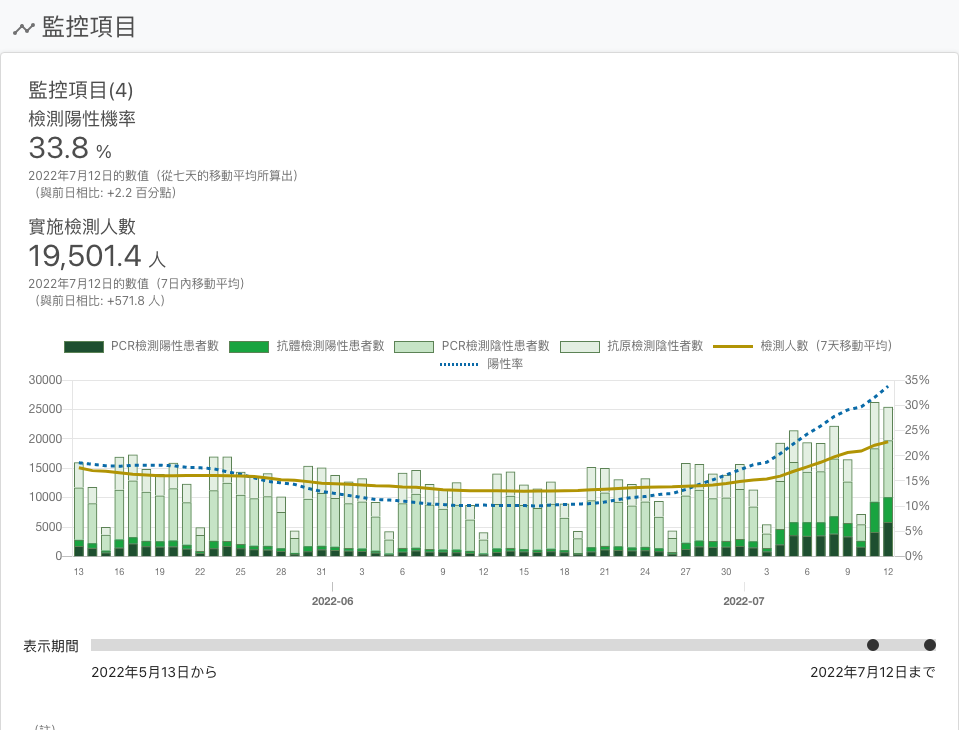 監控項目
監控項目(4)
檢測陽性機率
33.8 %
2022年7月12日的數值（從七天的移動平均所算出）
（與前日相比: +2.2 百分點）
實施檢測人數
19,501.4 人
2022年7月12日的數值（7日內移動平均）
（與前日相比: +571.8 人）
PCR檢測陽性患者數 抗體檢測陽性患者數 PCR檢測陰性患者數 抗原檢測陰性者數 檢測人數（7天移動平均）
陽性率
30000 35%
30%
25000
25%
20000
20%
15000
15%
10000
10%
5000
5%
0 0%
13 16 19 22 25 28 31 3 6 9 12 15 18 21 24 27 30 3 6 9 12
2022-06 2022-07
表示期間
2022年5月13日から 2022年7月12日まで
（註）